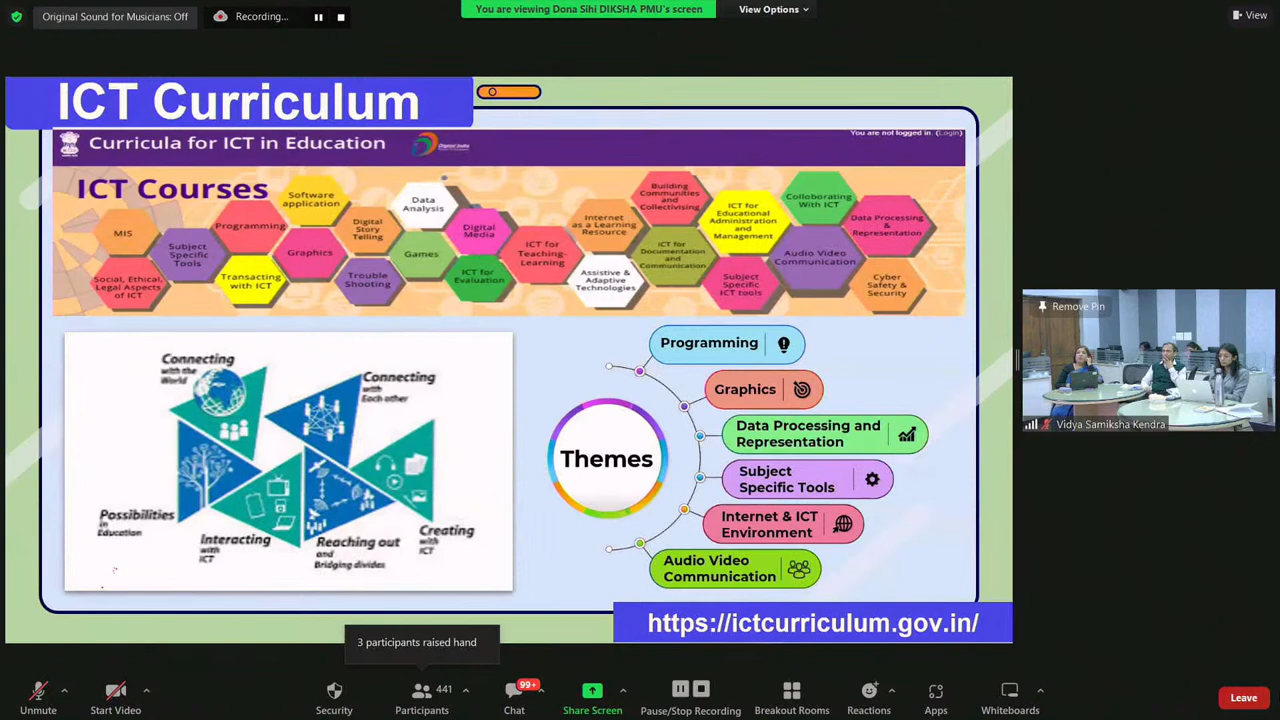 Original Sound for Musicians: Off
Recording...
You are viewing Dona Sihi DIKSHA PMU's screen
View Options
View
ICT Curriculum
Curricula for ICT in Education
Digital India
You are not logged in. (Login)
ICT Courses
MIS
Social, Ethical,
Legal Aspects
of ICT
Subject
Specific
Tools
Programming
Transacting
with ICT
Software
application
Graphics
Digital
Story
Telling
Trouble
Shooting
Data
Analysis
Games
Digital
Media
ICT for
Evaluation
ICT for
Teaching-
Learning
Internet
as a Learning
Resource
Assistive &
Adaptive
Technologies
Building
Communities
and
Collectivising
ICT for
Documentation
and
Communication
ICT for
Educational
Administration
and
Management
Subject
Specific
ICT tools
Collaborating
With ICT
Audio Video
Communication
Data Processing
&
Representation
Cyber
Safety &
Security
Connecting
with the
World
Connecting
with
Each other
Possibilities
in
Education
Interacting
with
ICT
Reaching out
and
Bridging divides
Creating
with
ICT
Themes
Programming
Graphics
Data Processing and
Representation
Subject
Specific Tools
Internet & ICT
Environment
Audio Video
Communication
https://ictcurriculum.gov.in/
Remove Pin
Vidya Samiksha Kendra
3 participants raised hand
Unmute
Start Video
Security
441
Participants
99+
Chat
Share Screen
Pause/Stop Recording
Breakout Rooms
Reactions
Apps
Whiteboards
Leave